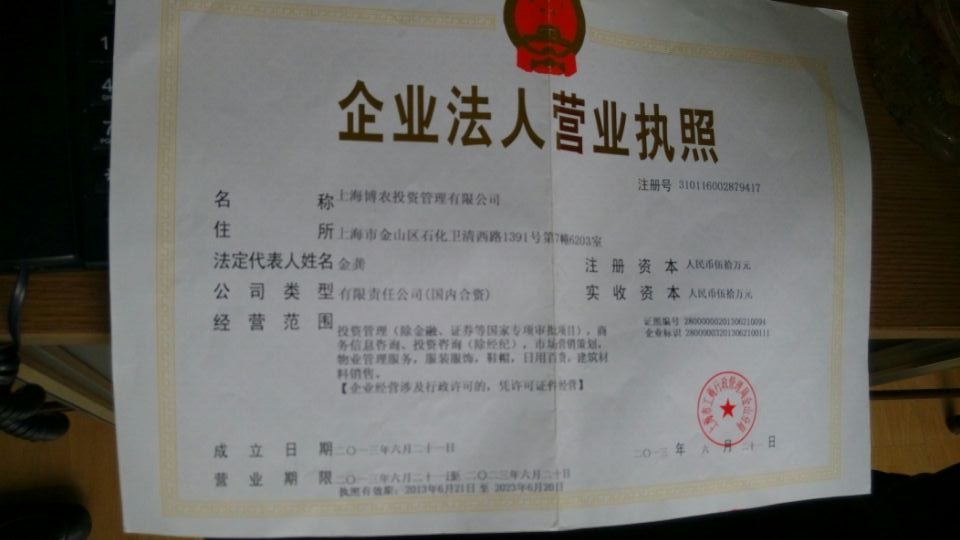 企业法人营业执照
注册号 310116002879417
名称 上海博农投资管理有限公司
住所 上海市金山区石化卫清西路1391号第7幢6203室
法定代表人姓名 金龚
注册资本 人民币伍拾万元
公司类型 有限责任公司(国内合资)
实收资本 人民币伍拾万元
经营范围 投资管理（除金融、证券等国家专项审批项目），商
务信息咨询、投资咨询（除经纪），市场营销策划，
物业管理服务，服装服饰，鞋帽，日用百货，建筑材
料销售。
【企业经营涉及行政许可的，凭许可证件经营】
证照编号 28000000201306210094
企业标识 28000003201306210011
上海市工商行政管理局金山分局
成立日期 二〇一三年六月二十一日
二〇一三年 六 月 二十一 日
营业期限 二〇一三年六月二十一日至 二〇二三年六月二十日
执照有效期：2013年6月21日 至 2023年6月20日
1
4
7